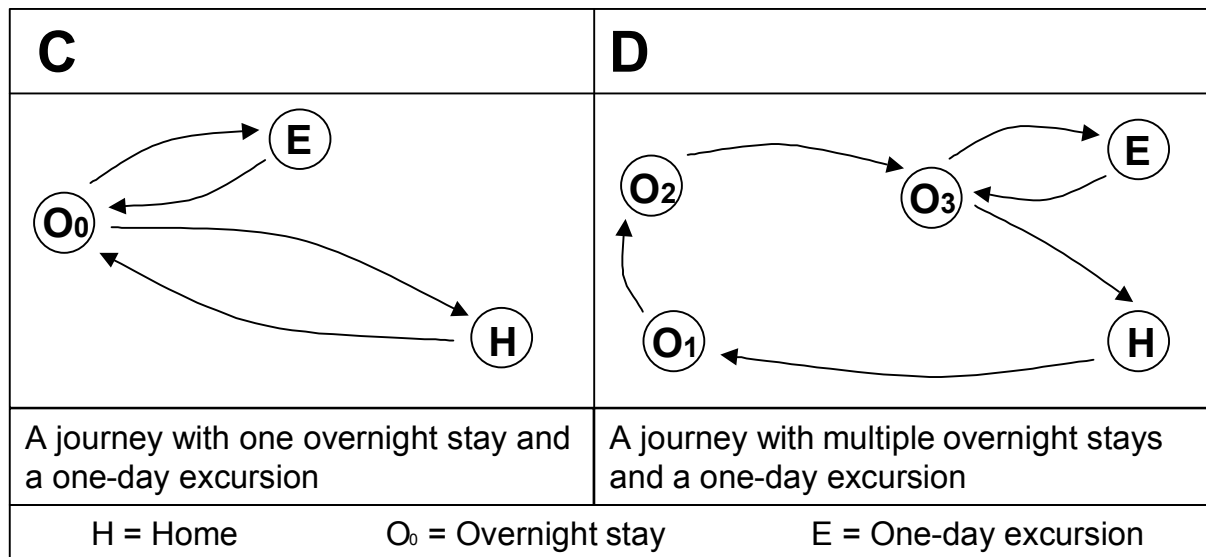 C
D
E
O0
H
E
O2
O3
O1
H
A journey with one overnight stay and
a one-day excursion
A journey with multiple overnight stays
and a one-day excursion
H = Home O0 = Overnight stay E = One-day excursion